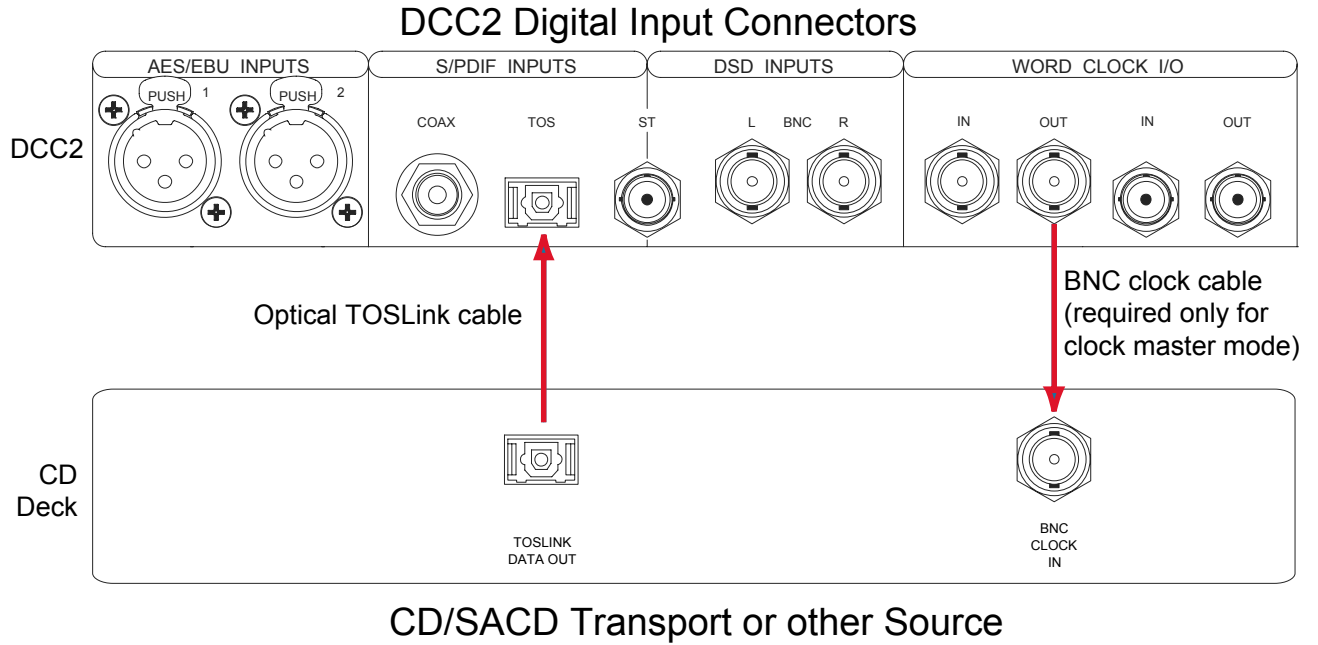 DCC2 Digital Input Connectors
AES/EBU INPUTS
S/PDIF INPUTS
DSD INPUTS
WORD CLOCK I/O
PUSH 1
PUSH 2
COAX
TOS
ST
L BNC R
IN
OUT
IN
OUT
DCC2
Optical TOSLink cable
BNC clock cable
(required only for
clock master mode)
CD
Deck
TOSLINK
DATA OUT
BNC
CLOCK
IN
CD/SACD Transport or other Source